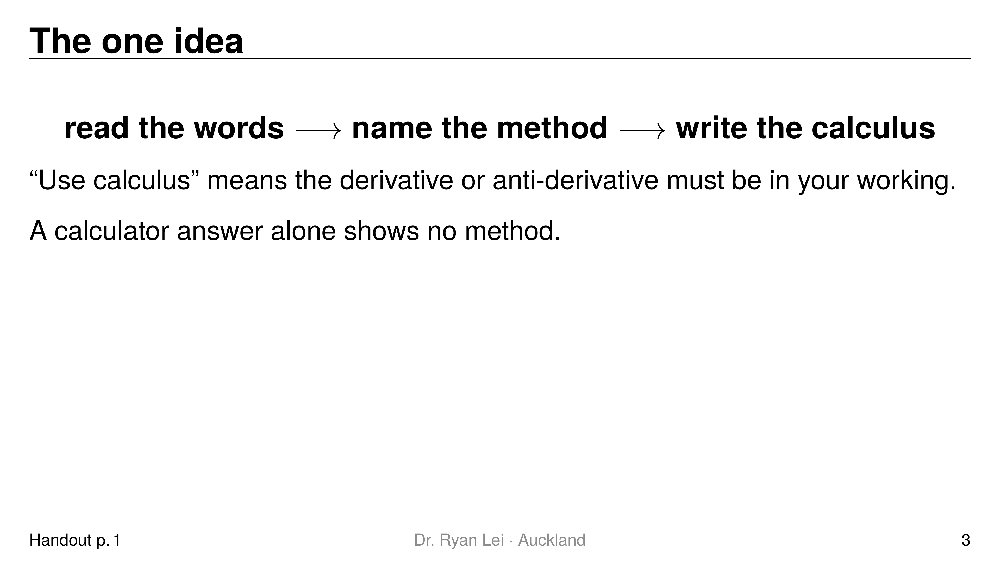 The one idea
read the words ⟶ name the method ⟶ write the calculus
“Use calculus” means the derivative or anti-derivative must be in your working.
A calculator answer alone shows no method.
Handout p. 1
Dr. Ryan Lei · Auckland
3